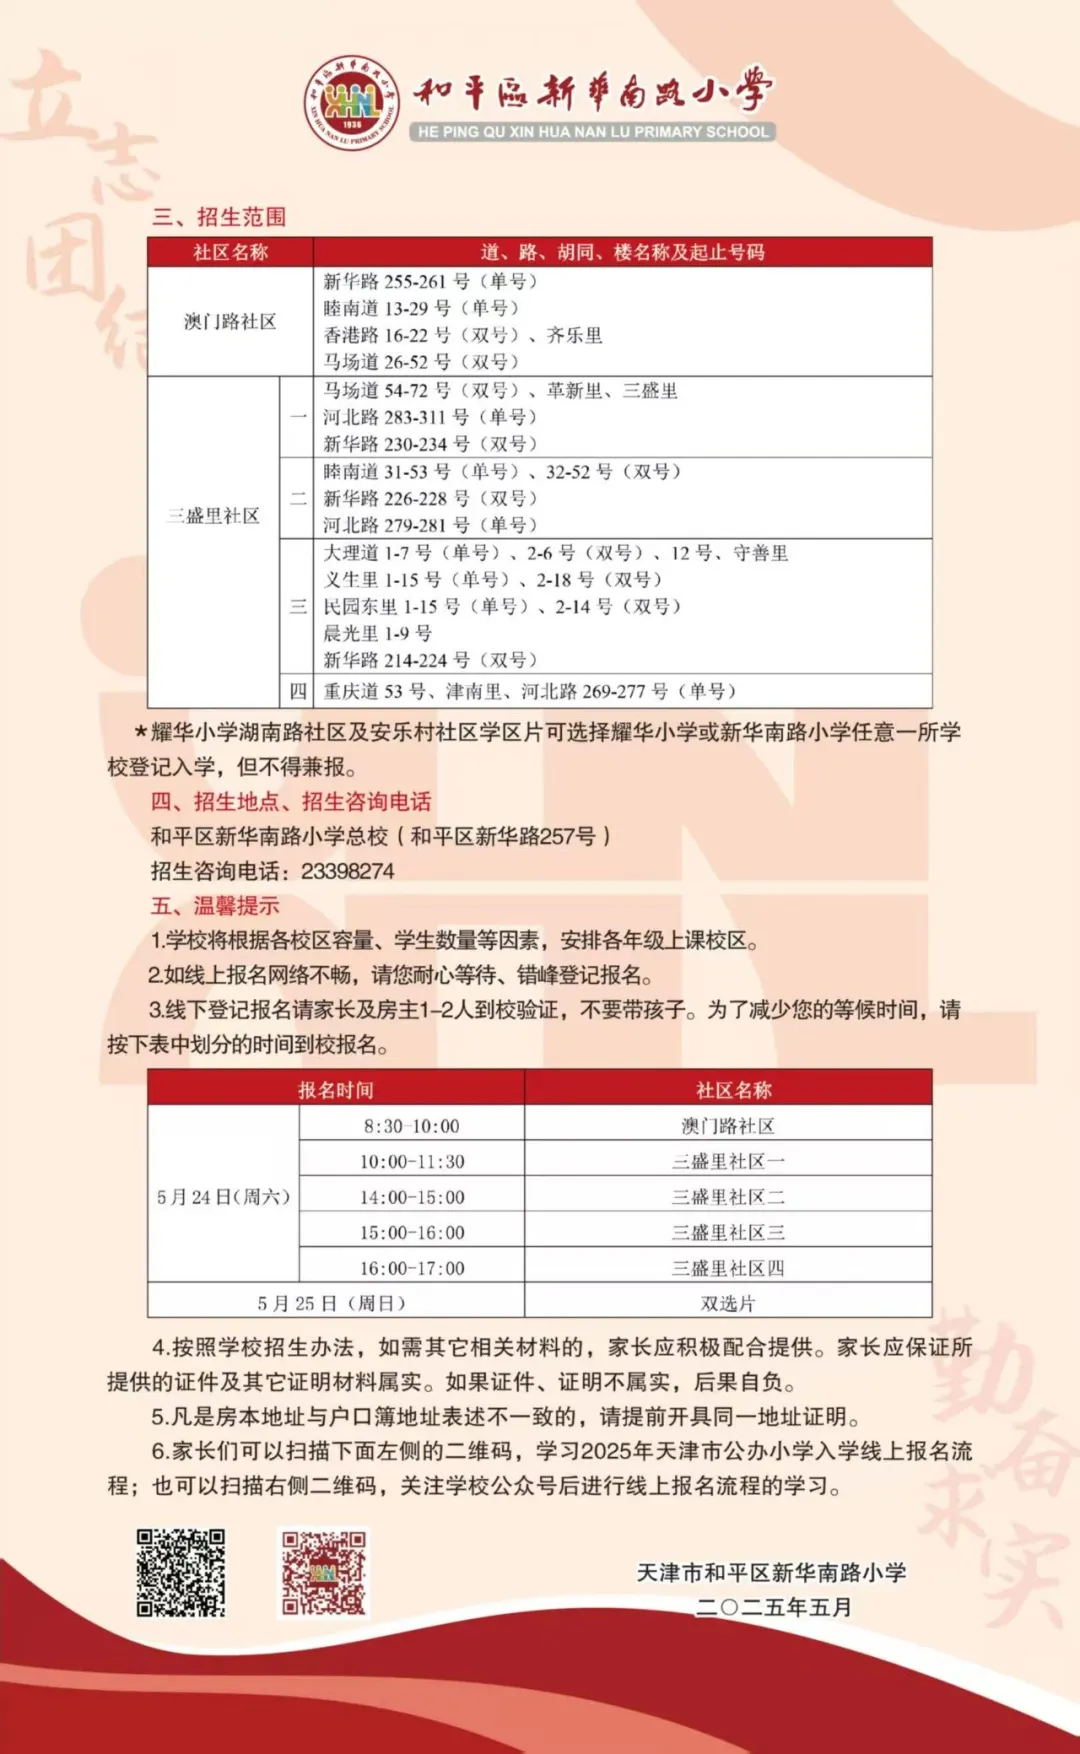 和平區新華南路小學
HE PING QU XIN HUA NAN LU PRIMARY SCHOOL
和平區新華南路小學
XIN HUA NAN LU PRIMARY SCHOOL
XHNL
1936
立志
团结
三、招生范围
社区名称
道、路、胡同、楼名称及起止号码
澳门路社区
新华路 255-261 号（单号）
睦南道 13-29 号（单号）
香港路 16-22 号（双号）、齐乐里
马场道 26-52 号（双号）
三盛里社区
一
马场道 54-72 号（双号）、革新里、三盛里
河北路 283-311 号（单号）
新华路 230-234 号（双号）
二
睦南道 31-53 号（单号）、32-52 号（双号）
新华路 226-228 号（双号）
河北路 279-281 号（单号）
三
大理道 1-7 号（单号）、2-6 号（双号）、12 号、守善里
义生里 1-15 号（单号）、2-18 号（双号）
民园东里 1-15 号（单号）、2-14 号（双号）
晨光里 1-9 号
新华路 214-224 号（双号）
四
重庆道 53 号、津南里、河北路 269-277 号（单号）
*耀华小学湖南路社区及安乐村社区学区片可选择耀华小学或新华南路小学任意一所学
校登记入学，但不得兼报。
四、招生地点、招生咨询电话
和平区新华南路小学总校（和平区新华路257号）
招生咨询电话：23398274
五、温馨提示
1.学校将根据各校区容量、学生数量等因素，安排各年级上课校区。
2.如线上报名网络不畅，请您耐心等待、错峰登记报名。
3.线下登记报名请家长及房主1-2人到校验证，不要带孩子。为了减少您的等候时间，请
按下表中划分的时间到校报名。
报名时间
社区名称
5月24日（周六）
8:30-10:00
澳门路社区
10:00-11:30
三盛里社区一
14:00-15:00
三盛里社区二
15:00-16:00
三盛里社区三
16:00-17:00
三盛里社区四
5月25日（周日）
双选片
4.按照学校招生办法，如需其它相关材料的，家长应积极配合提供。家长应保证所
提供的证件及其它证明材料属实。如果证件、证明不属实，后果自负。
5.凡是房本地址与户口簿地址表述不一致的，请提前开具同一地址证明。
6.家长们可以扫描下面左侧的二维码，学习2025年天津市公办小学入学线上报名流
程；也可以扫描右侧二维码，关注学校公众号后进行线上报名流程的学习。
勤奋
求实
天津市和平区新华南路小学
二〇二五年五月